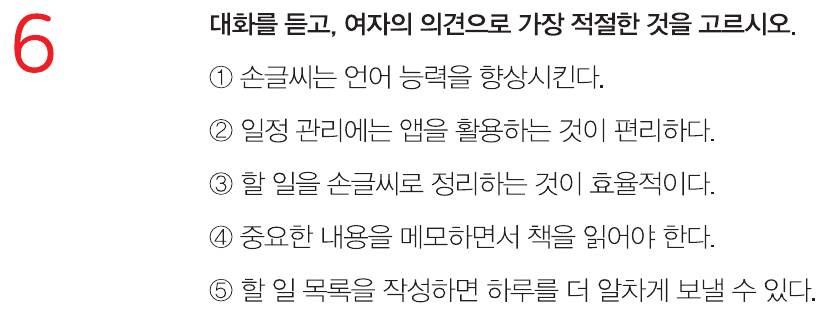 6
대화를 듣고, 여자의 의견으로 가장 적절한 것을 고르시오.
① 손글씨는 언어 능력을 향상시킨다.
② 일정 관리에는 앱을 활용하는 것이 편리하다.
③ 할 일을 손글씨로 정리하는 것이 효율적이다.
④ 중요한 내용을 메모하면서 책을 읽어야 한다.
⑤ 할 일 목록을 작성하면 하루를 더 알차게 보낼 수 있다.